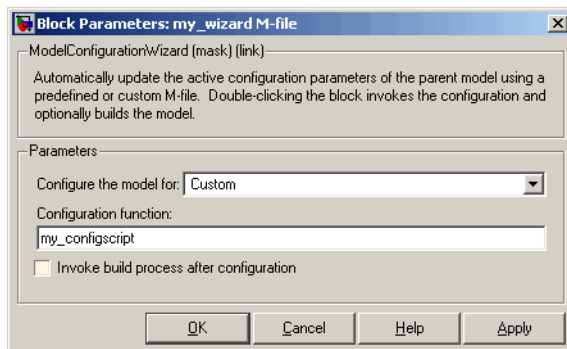 Block Parameters: my_wizard M-file
ModelConfigurationWizard (mask) (link)
Automatically update the active configuration parameters of the parent model using a
predefined or custom M-file. Double-clicking the block invokes the configuration and
optionally builds the model.
Parameters
Configure the model for: Custom
Configuration function:
my_configscript
Invoke build process after configuration
OK Cancel Help Apply